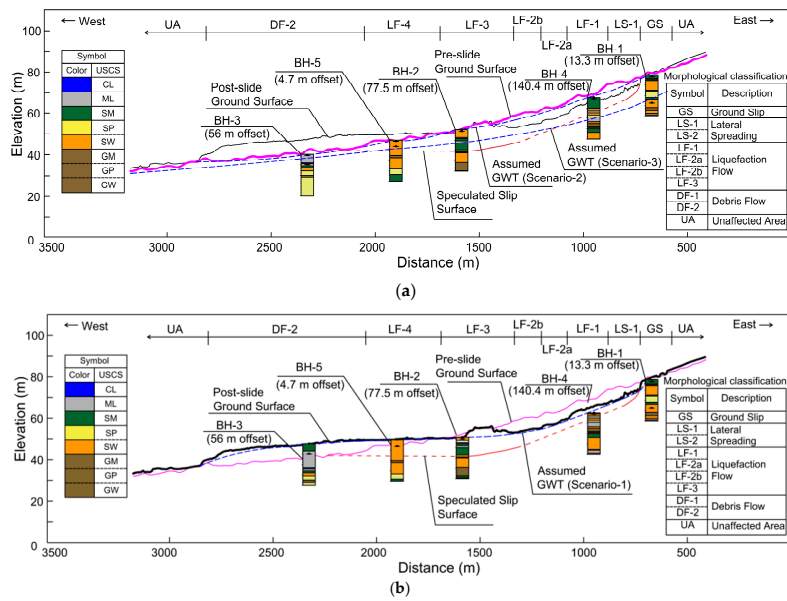 ← West
UA
DF-2
LF-4
LF-3
LF-2b
LF-1
LS-1
GS
UA
East →
LF-2a
BH-1
(13.3 m offset)
BH-5
(4.7 m offset)
BH-2
(77.5 m offset)
Pre-slide
Ground Surface
BH 4
(140.4 m offset)
Post-slide
Ground Surface
BH-3
(56 m offset)
Assumed
GWT (Scenario-2)
Assumed
GWT (Scenario-3)
Speculated Slip
Surface
Symbol
Color USCS
CL
ML
SM
SP
SW
GM
GP
GW
Morphological classification
Symbol Description
GS Ground Slip
LS-1 Lateral
LS-2 Spreading
LF-1
LF-2a Liquefaction
LF-2b Flow
LF-3
DF-1 Debris Flow
DF-2
UA Unaffected Area
Elevation (m)
100
80
60
40
20
0
3500 3000 2500 2000 1500 1000 500
Distance (m)
(a)
← West
UA
DF-2
LF-4
LF-3
LF-2b
LF-1
LS-1
GS
UA
East →
LF-2a
BH-1
(13.3 m offset)
BH-5
(4.7 m offset)
BH-2
(77.5 m offset)
Pre-slide
Ground Surface
BH-4
(140.4 m offset)
Post-slide
Ground Surface
BH-3
(56 m offset)
Assumed
GWT (Scenario-1)
Speculated Slip
Surface
Symbol
Color USCS
CL
ML
SM
SP
SW
GM
GP
GW
Morphological classification
Symbol Description
GS Ground Slip
LS-1 Lateral
LS-2 Spreading
LF-1
LF-2a Liquefaction
LF-2b Flow
LF-3
DF-1 Debris Flow
DF-2
UA Unaffected Area
Elevation (m)
100
80
60
40
20
0
3500 3000 2500 2000 1500 1000 500
Distance (m)
(b)